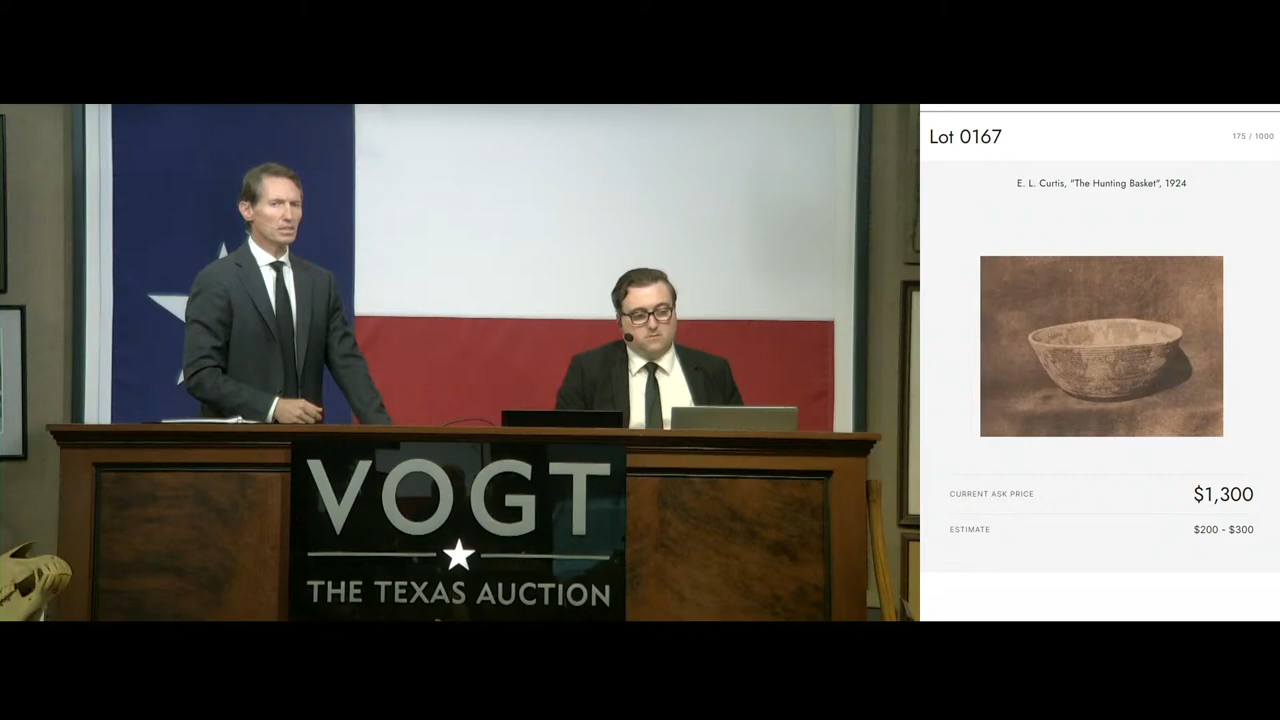 Lot 0167
175 / 1000
E. L. Curtis, "The Hunting Basket", 1924
CURRENT ASK PRICE
$1,300
ESTIMATE
$200 - $300
VOGT
THE TEXAS AUCTION